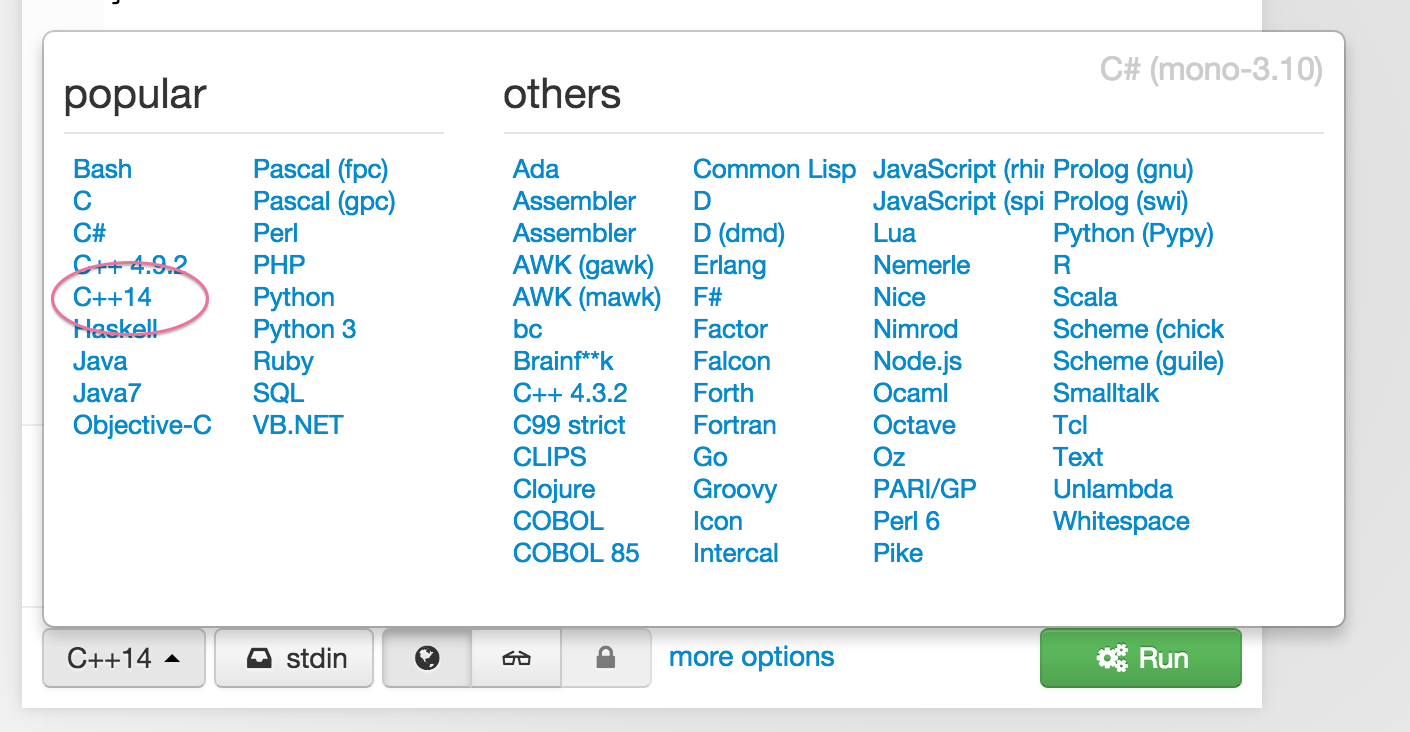 C# (mono-3.10)
popular
Bash
C
C#
C++ 4.9.2
C++14
Haskell
Java
Java7
Objective-C
Pascal (fpc)
Pascal (gpc)
Perl
PHP
Python
Python 3
Ruby
SQL
VB.NET
others
Ada
Assembler
Assembler
AWK (gawk)
AWK (mawk)
bc
Brainf**k
C++ 4.3.2
C99 strict
CLIPS
Clojure
COBOL
COBOL 85
Common Lisp
D
D (dmd)
Erlang
F#
Factor
Falcon
Forth
Fortran
Go
Groovy
Icon
Intercal
JavaScript (rhin
JavaScript (spi
Lua
Nemerle
Nice
Nimrod
Node.js
Ocaml
Octave
Oz
PARI/GP
Perl 6
Pike
Prolog (gnu)
Prolog (swi)
Python (Pypy)
R
Scala
Scheme (chick
Scheme (guile)
Smalltalk
Tcl
Text
Unlambda
Whitespace
C++14
stdin
more options
Run